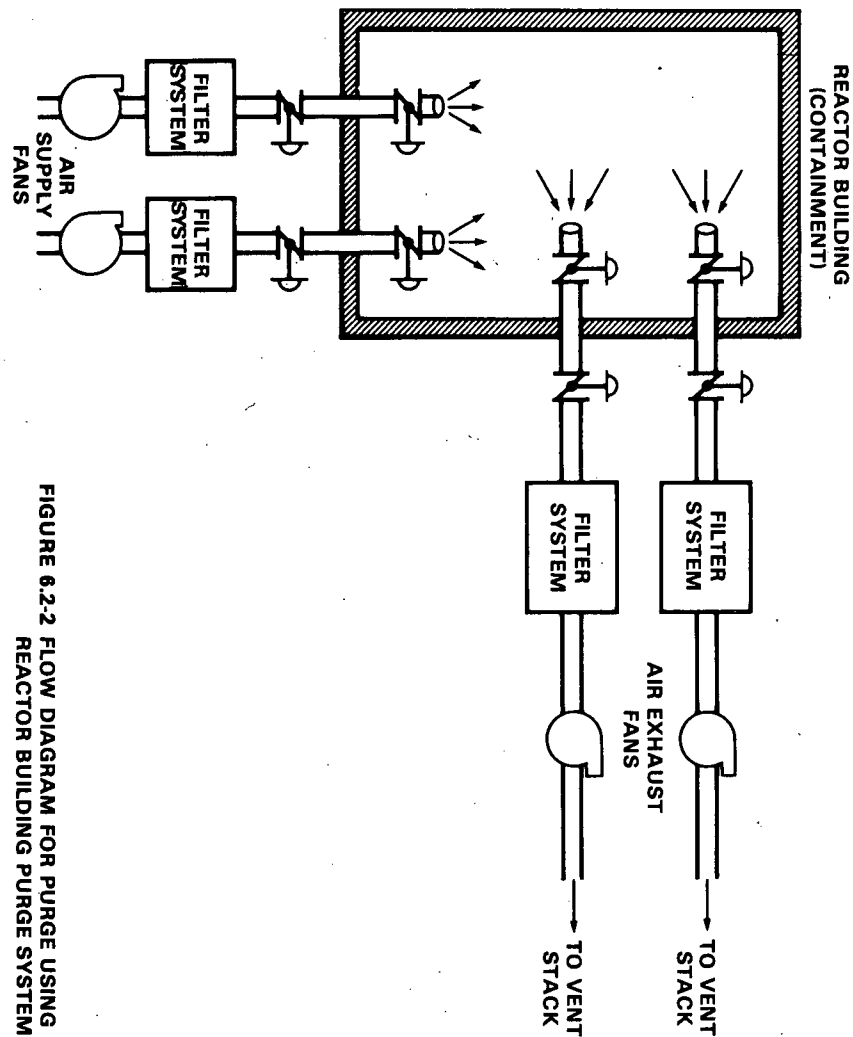 REACTOR BUILDING
(CONTAINMENT)
FILTER
SYSTEM
FILTER
SYSTEM
AIR
SUPPLY
FANS
FILTER
SYSTEM
FILTER
SYSTEM
AIR EXHAUST
FANS
TO VENT
STACK
TO VENT
STACK
FIGURE 6.2-2 FLOW DIAGRAM FOR PURGE USING
REACTOR BUILDING PURGE SYSTEM